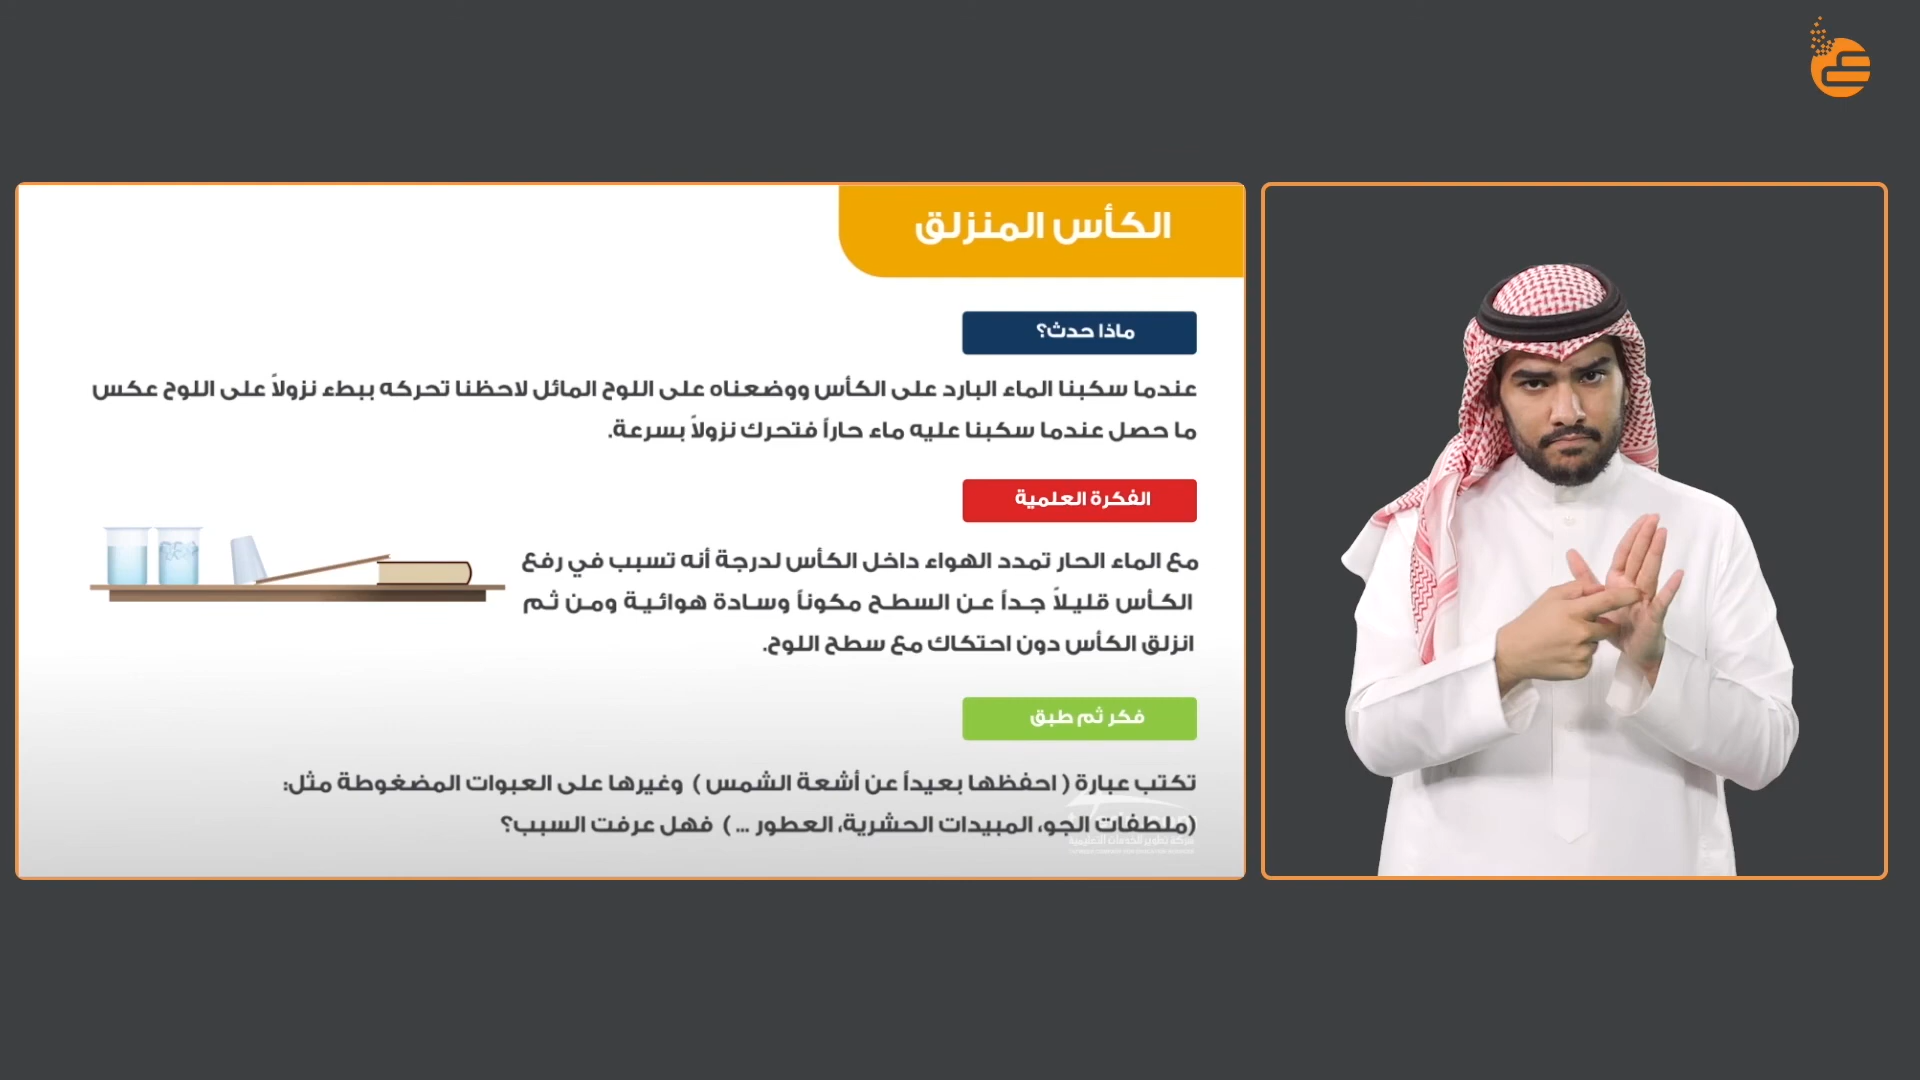 الكأس المنزلق
ماذا حدث؟
عندما سكبنا الماء البارد على الكأس ووضعناه على اللوح المائل لاحظنا تحركه ببطء نزولاً على اللوح عكس
ما حصل عندما سكبنا عليه ماء حاراً فتحرك نزولاً بسرعة.
الفكرة العلمية
مع الماء الحار تمدد الهواء داخل الكأس لدرجة أنه تسبب في رفع
الكأس قليلاً جداً عن السطح مكوناً وسادة هوائية ومن ثم
انزلق الكأس دون احتكاك مع سطح اللوح.
فكر ثم طبق
تكتب عبارة ( احفظها بعيداً عن أشعة الشمس ) وغيرها على العبوات المضغوطة مثل:
(ملطفات الجو، المبيدات الحشرية، العطور ... ) فهل عرفت السبب؟
شركة تطوير للخدمات التعليمية